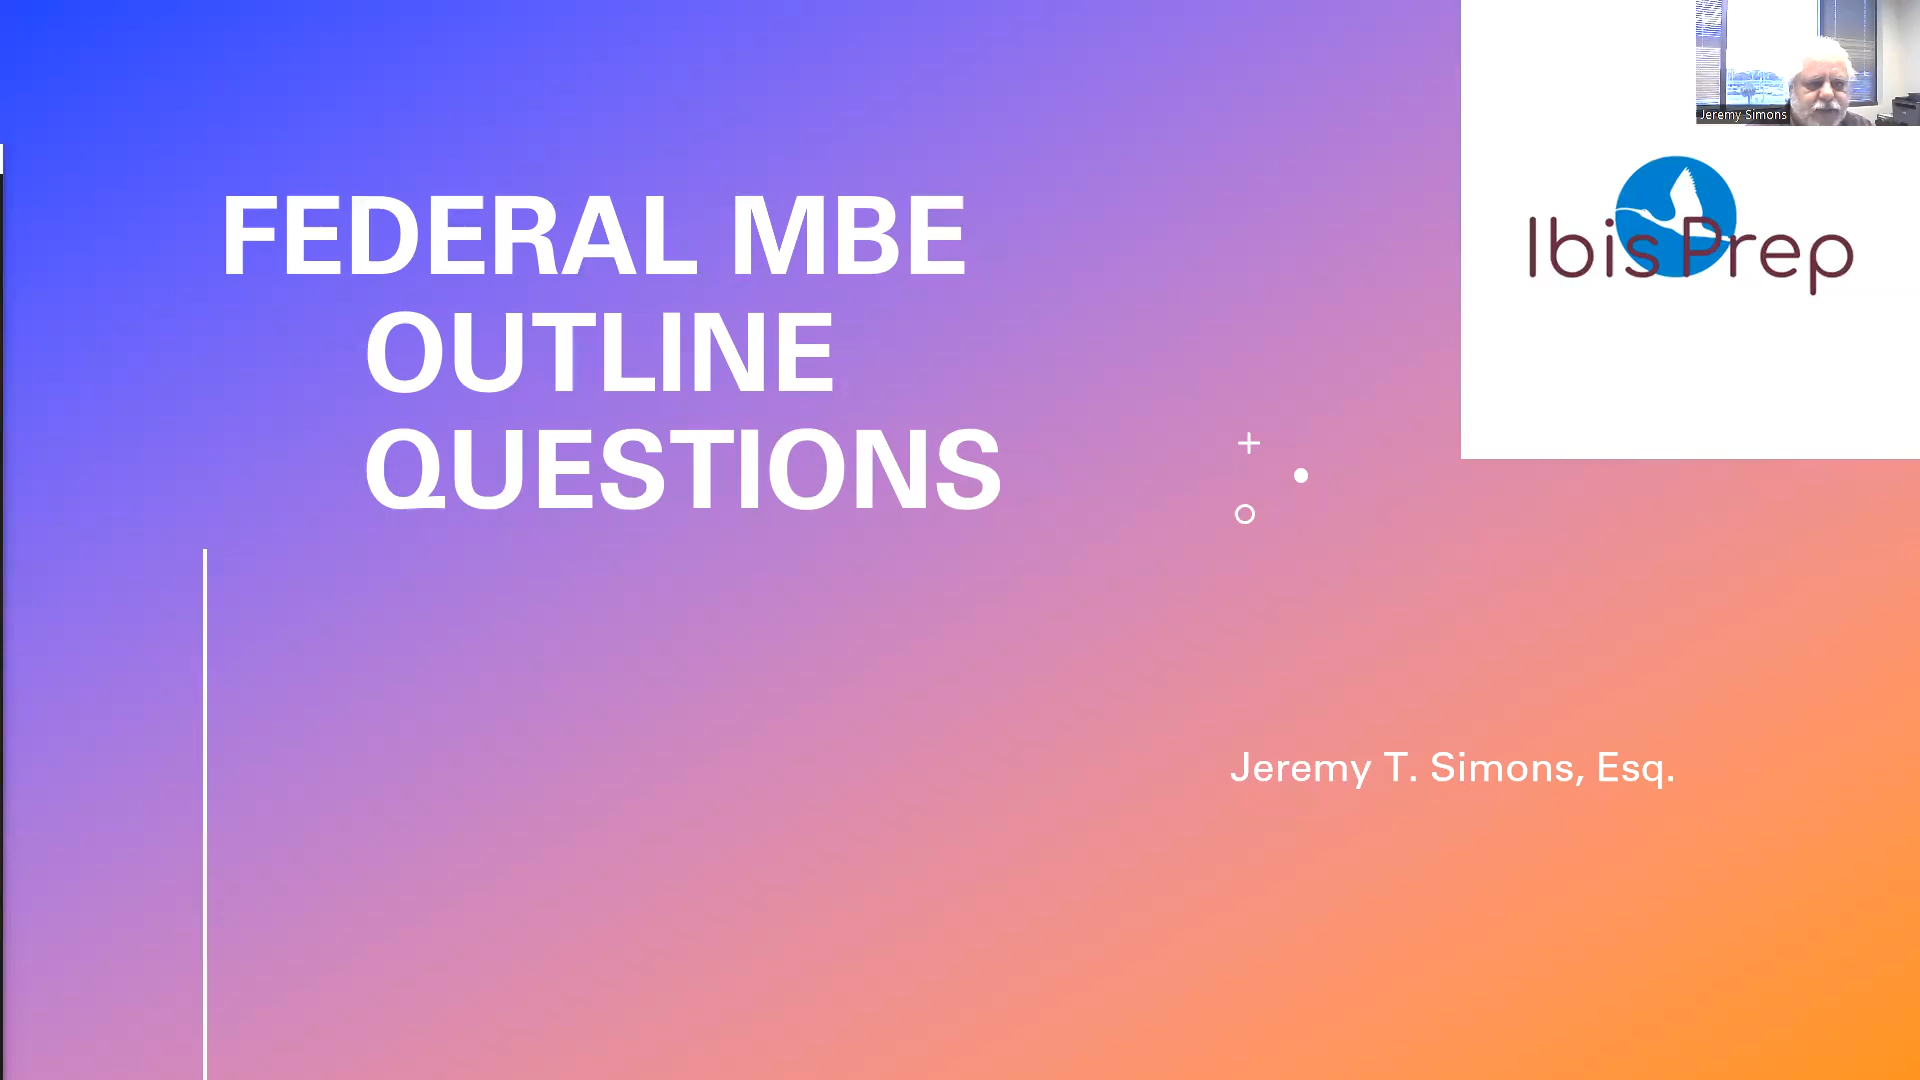 FEDERAL MBE
OUTLINE
QUESTIONS
Jeremy Simons
Ibis Prep
Jeremy T. Simons, Esq.